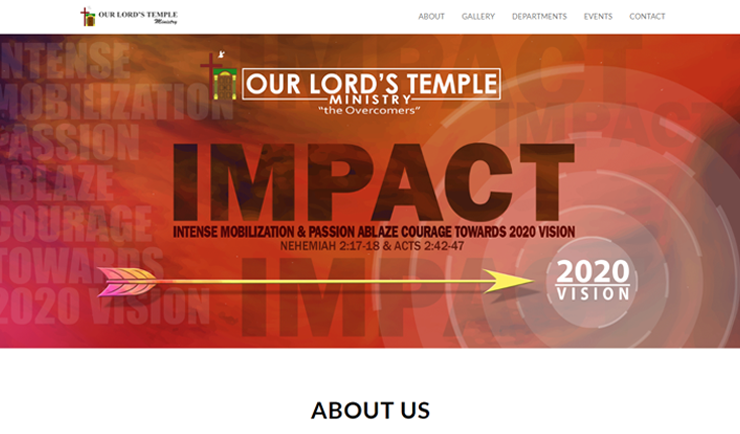 OUR LORD'S TEMPLE
Ministry
ABOUT GALLERY DEPARTMENTS EVENTS CONTACT
INTENSE
MOBILIZATION
PASSION
ABLAZE
COURAGE
TOWARDS
2020 VISION
IMPACT
IMPACT
OUR LORD'S TEMPLE
MINISTRY
"the Overcomers"
IMPACT
INTENSE MOBILIZATION & PASSION ABLAZE COURAGE TOWARDS 2020 VISION
NEHEMIAH 2:17-18 & ACTS 2:42-47
IMPACT
2020
VISION
ABOUT US